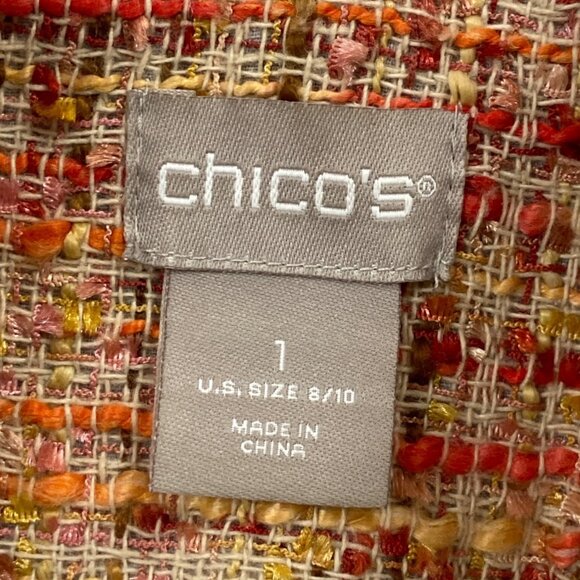 chico's®
1
U.S. SIZE 8/10
MADE IN
CHINA